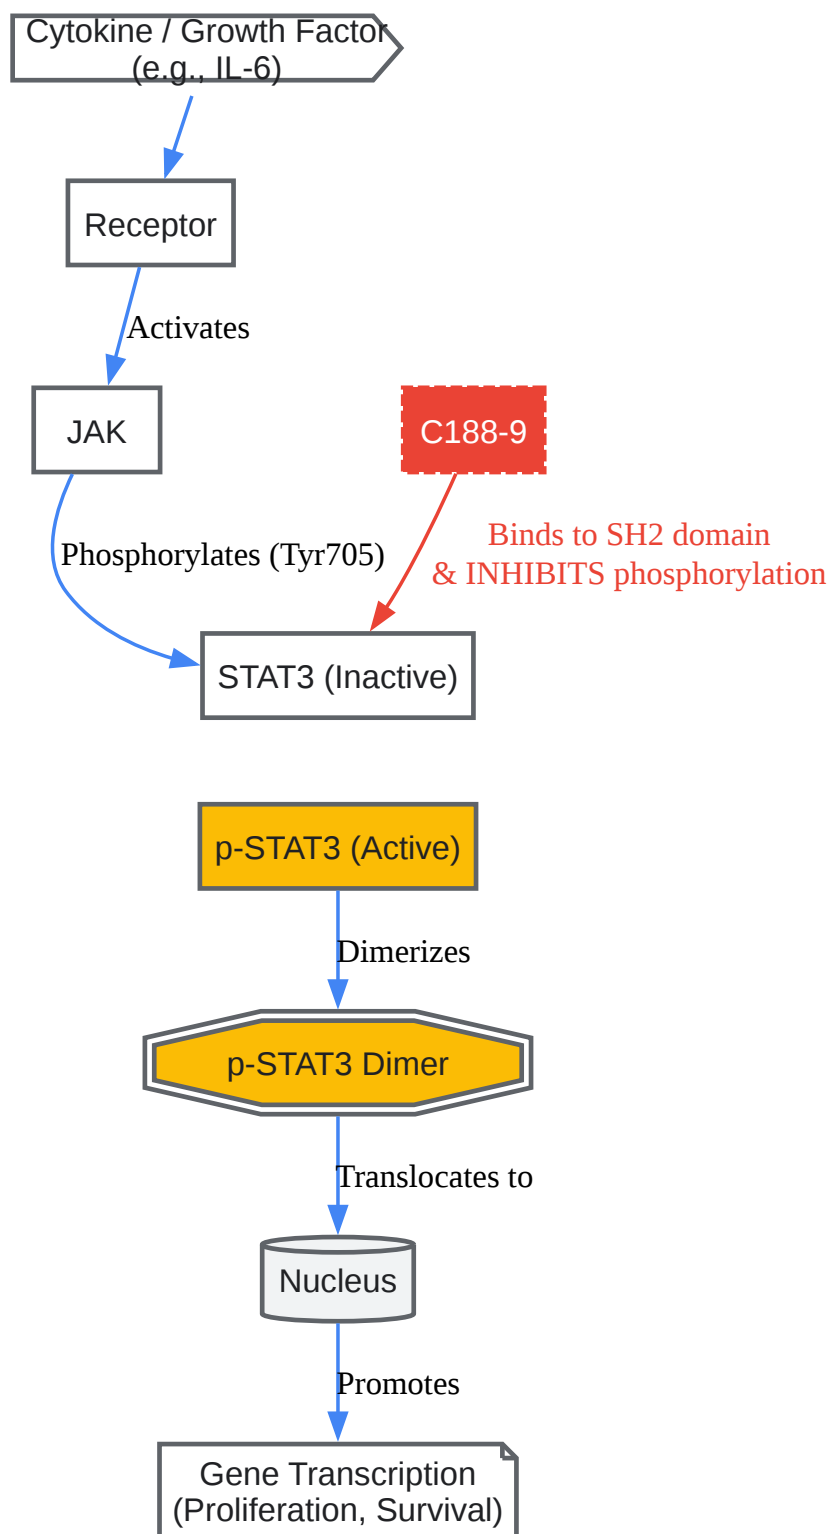 Cytokine / Growth Factor
(e.g., IL-6)
Receptor
Activates
JAK
C188-9
Phosphorylates (Tyr705)
Binds to SH2 domain
& INHIBITS phosphorylation
STAT3 (Inactive)
p-STAT3 (Active)
Dimerizes
p-STAT3 Dimer
Translocates to
Nucleus
Promotes
Gene Transcription
(Proliferation, Survival)